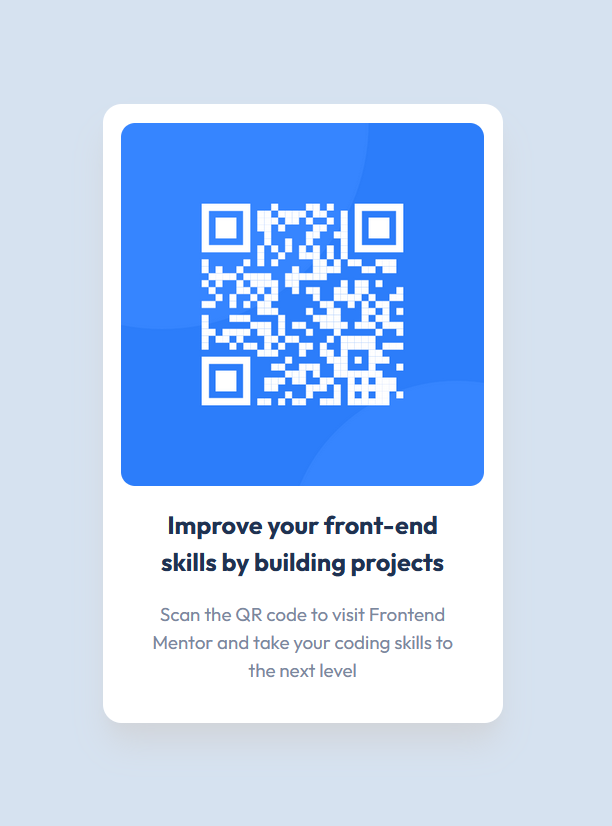 Improve your front-end
skills by building projects
Scan the QR code to visit Frontend
Mentor and take your coding skills to
the next level